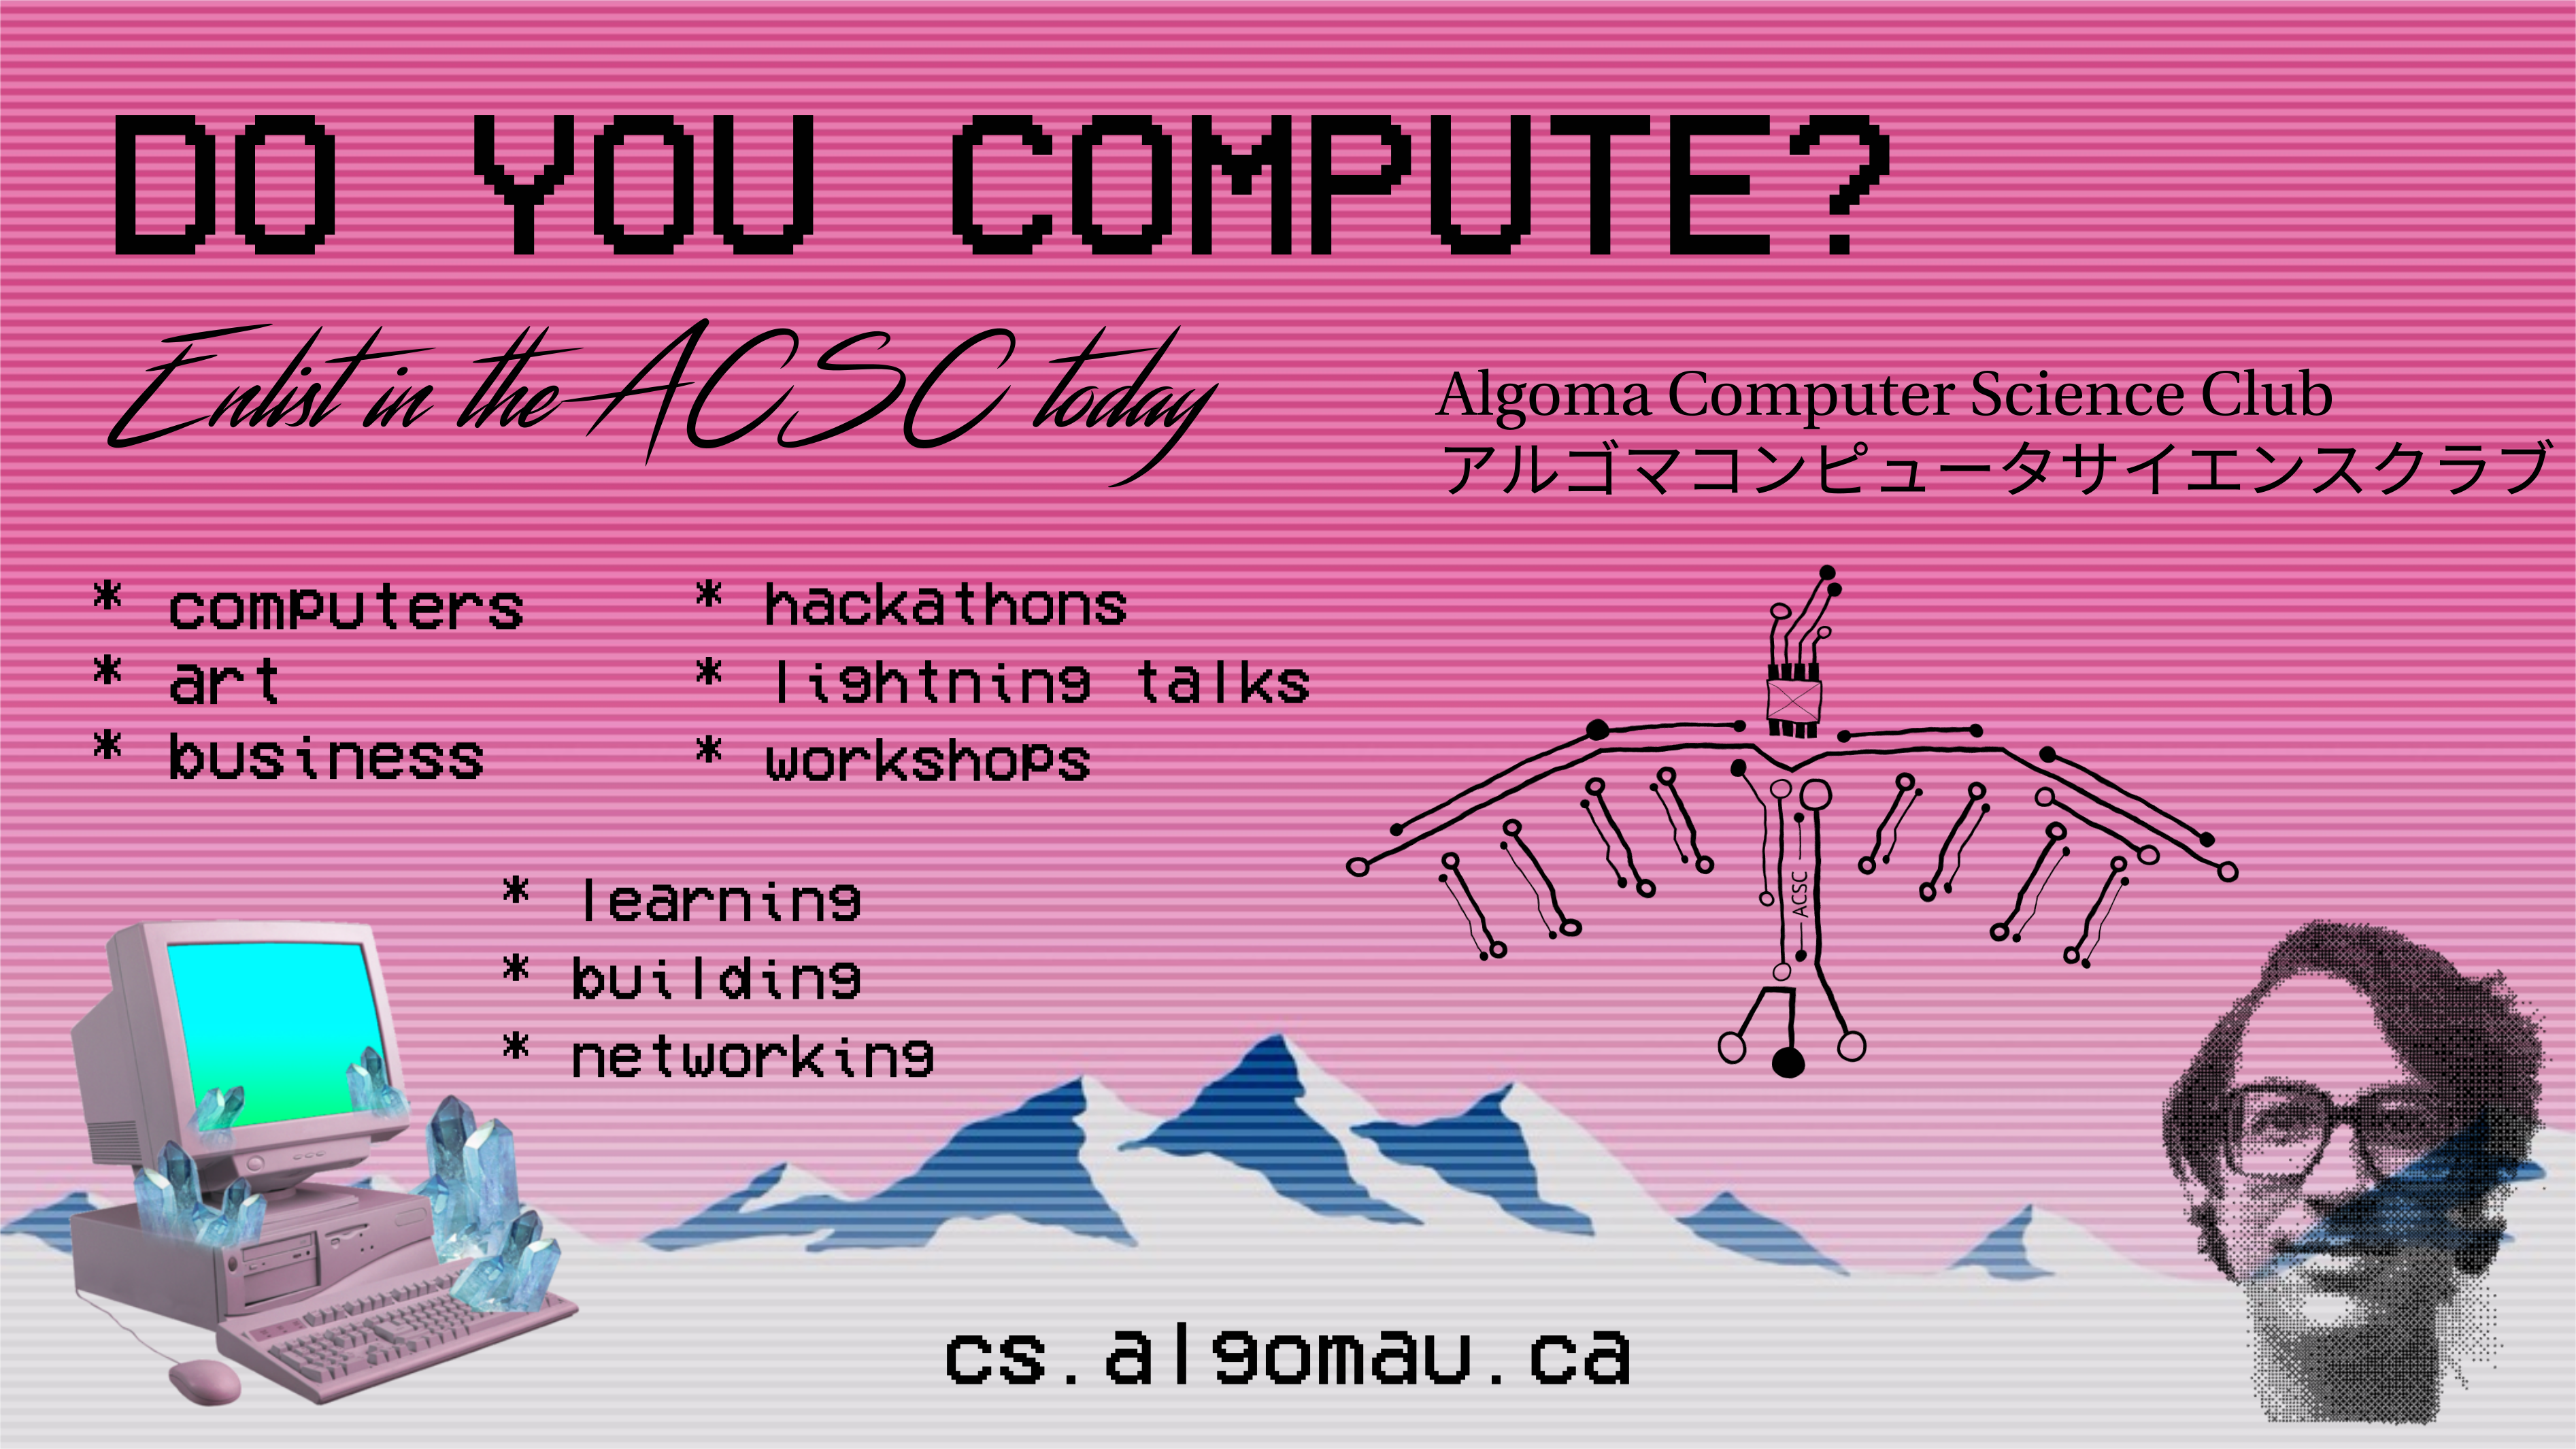 DO YOU COMPUTE?
Enlist in the ACSC today
Algoma Computer Science Club
アルゴマコンピュータサイエンスクラブ
* computers
* art
* business
* hackathons
* lightning talks
* workshops
* learning
* building
* networking
ACSC
cs.algomau.ca